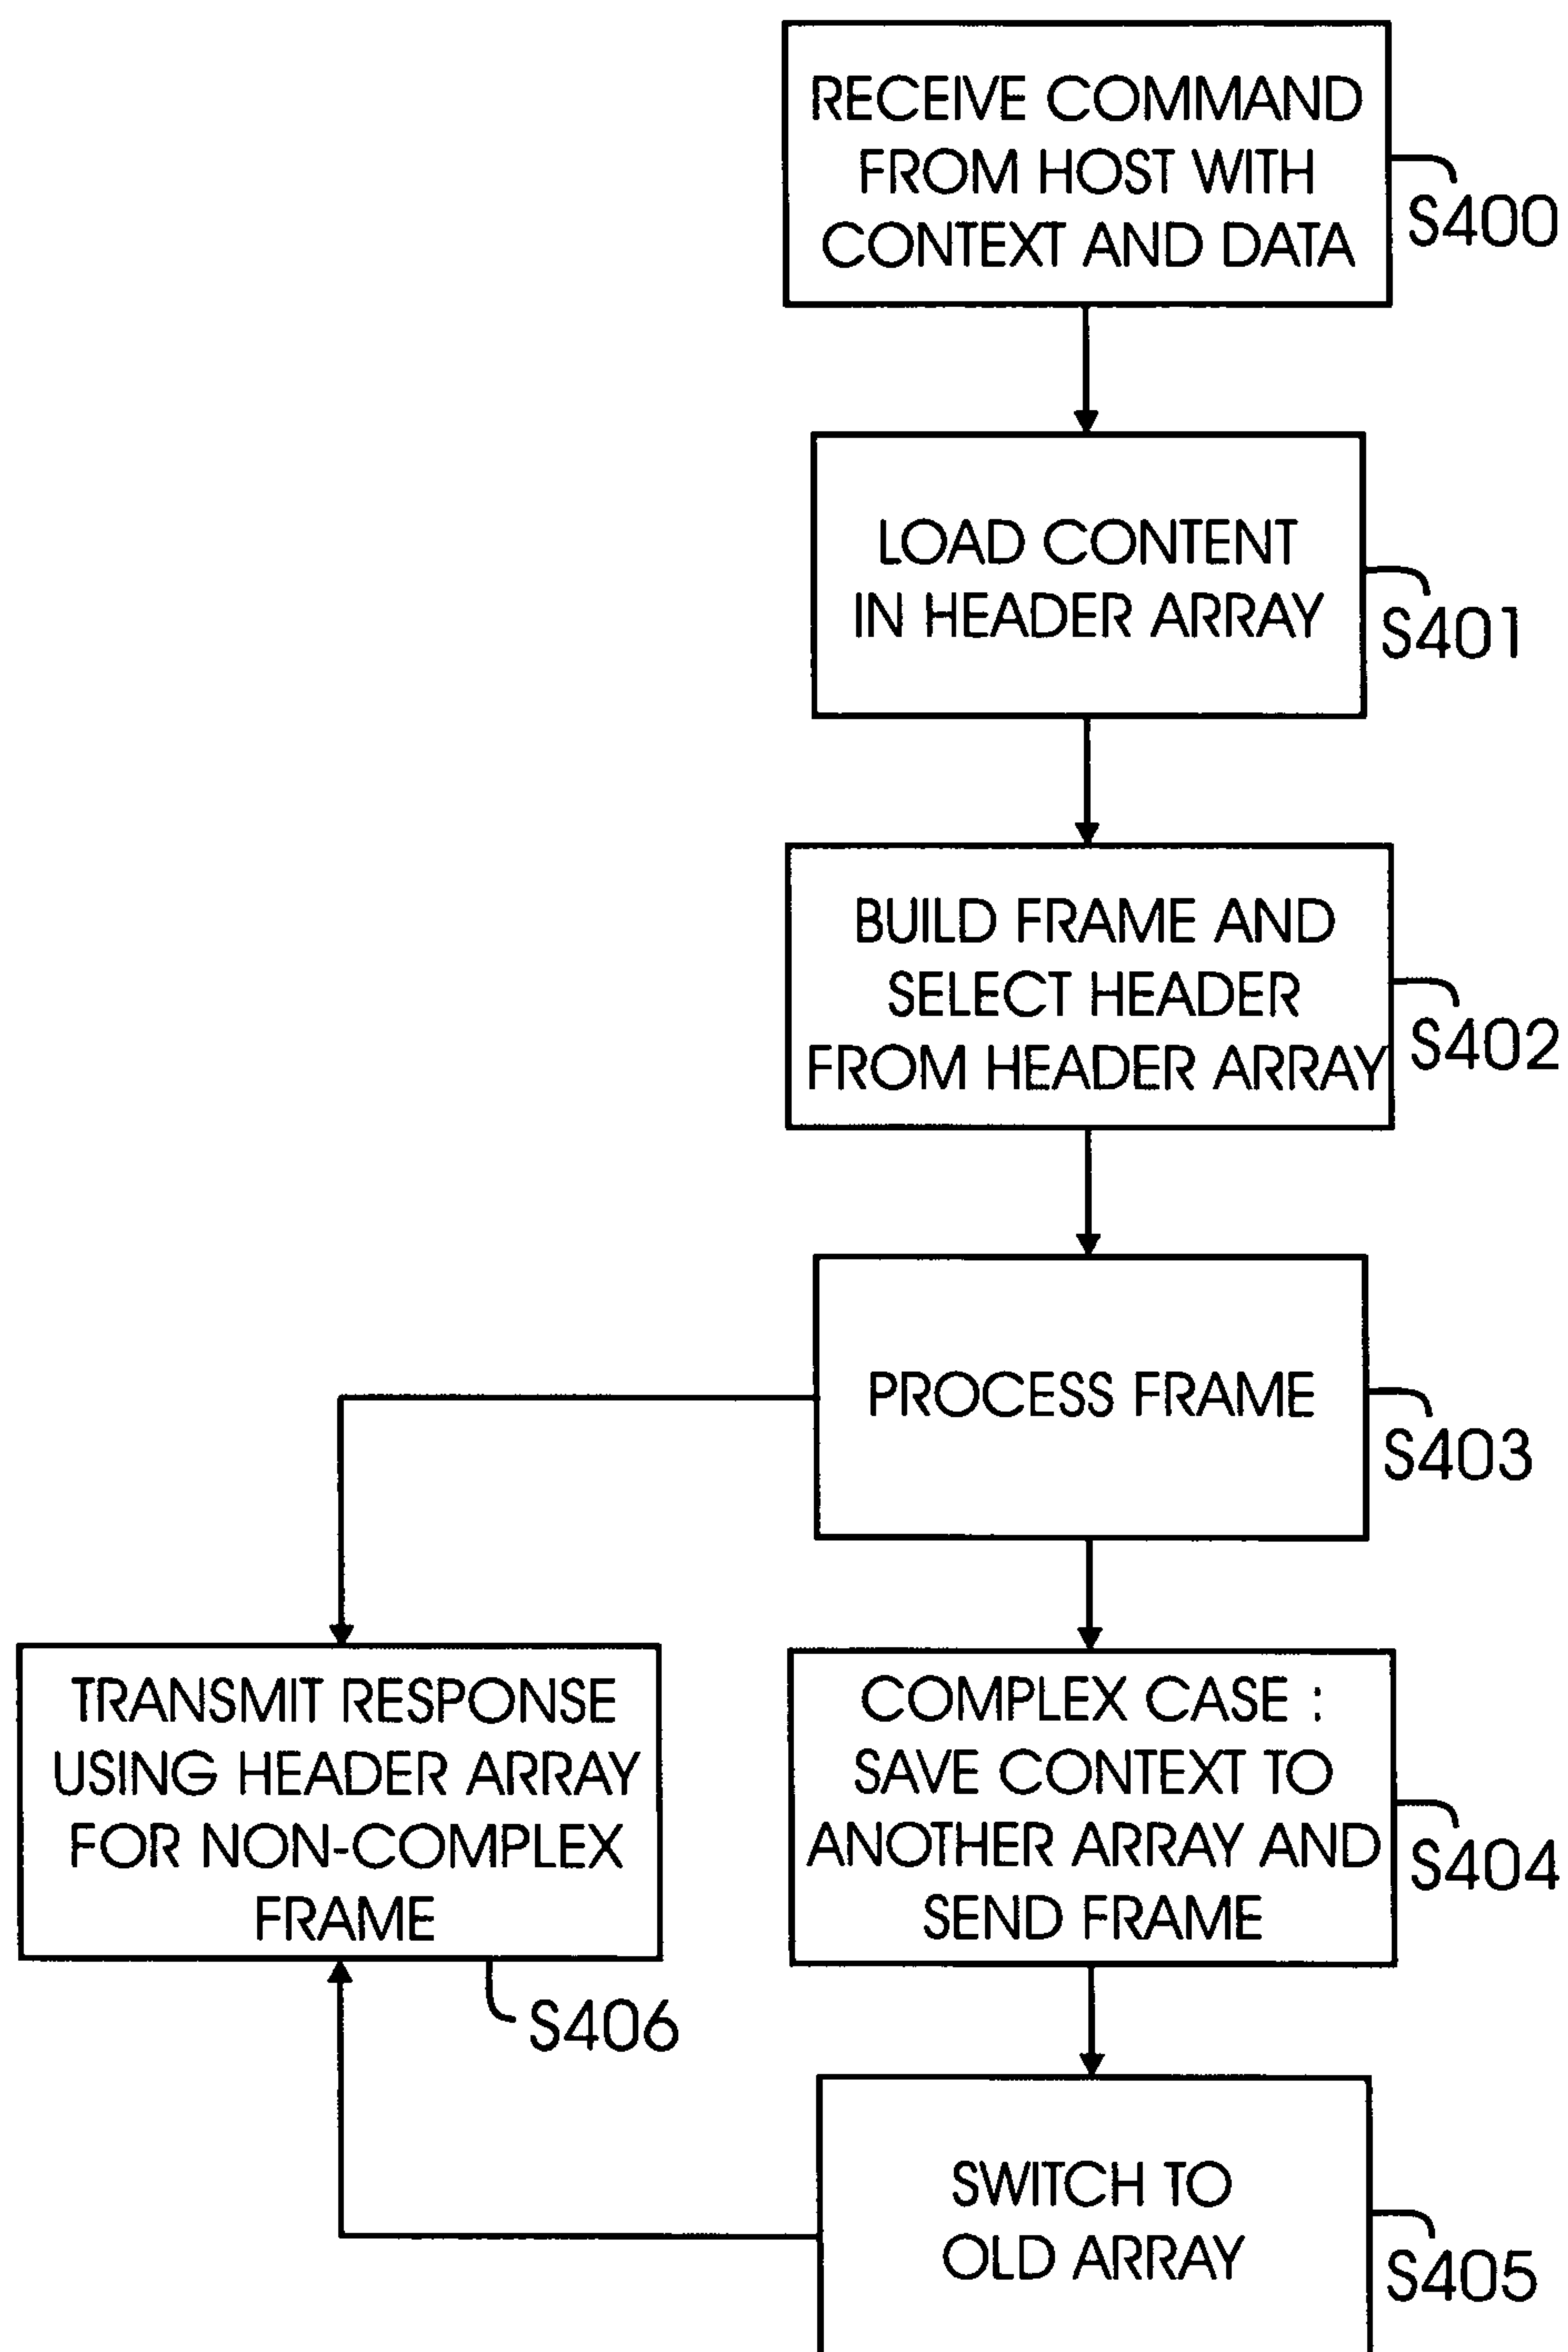 RECEIVE COMMAND
FROM HOST WITH
CONTEXT AND DATA
S400
LOAD CONTENT
IN HEADER ARRAY
S401
BUILD FRAME AND
SELECT HEADER
FROM HEADER ARRAY
S402
PROCESS FRAME
S403
TRANSMIT RESPONSE
USING HEADER ARRAY
FOR NON-COMPLEX
FRAME
S406
COMPLEX CASE :
SAVE CONTEXT TO
ANOTHER ARRAY AND
SEND FRAME
S404
SWITCH TO
OLD ARRAY
S405